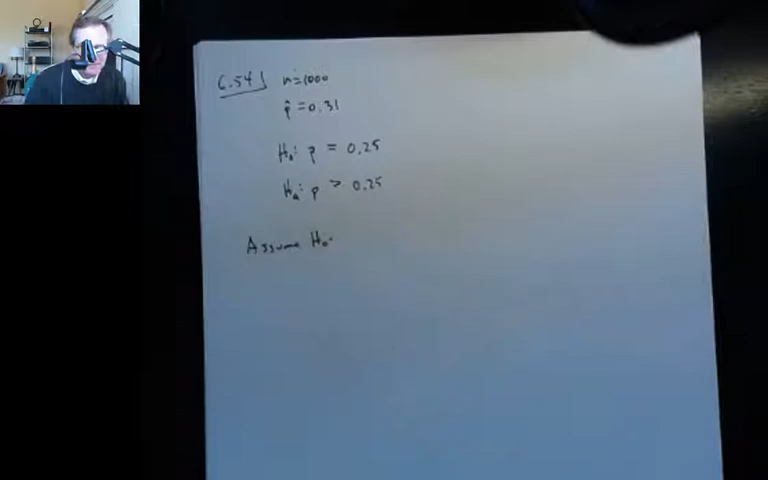 6.54
n=1000
p̂ = 0.31
H₀: p = 0.25
Hₐ: p > 0.25
Assume H₀.